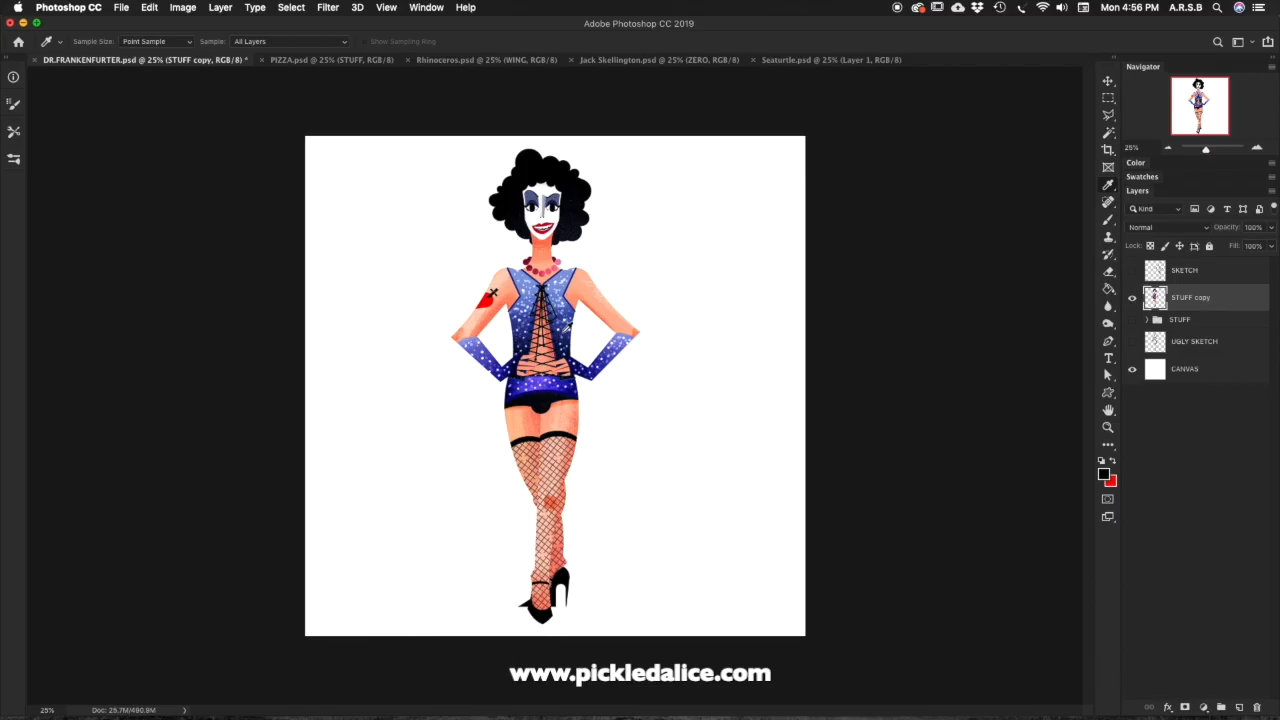 Photoshop CC File Edit Image Layer Type Select Filter 3D View Window Help Mon 4:56 PM A.R.S.B
Adobe Photoshop CC 2019
Sample Size: Point Sample Sample: All Layers Show Sampling Ring
DR.FRANKENFURTER.psd @ 25% (STUFF copy, RGB/8) * PIZZA.psd @ 25% (STUFF, RGB/8) Rhinoceros.psd @ 25% (WING, RGB/8) Jack Skellington.psd @ 25% (ZERO, RGB/8) Seaturtle.psd @ 25% (Layer 1, RGB/8)
Navigator
25%
Color
Swatches
Layers
Kind
Normal Opacity: 100%
Lock: Fill: 100%
SKETCH
STUFF copy
STUFF
UGLY SKETCH
CANVAS
www.pickledalice.com
25% Doc: 25.7M/490.9M